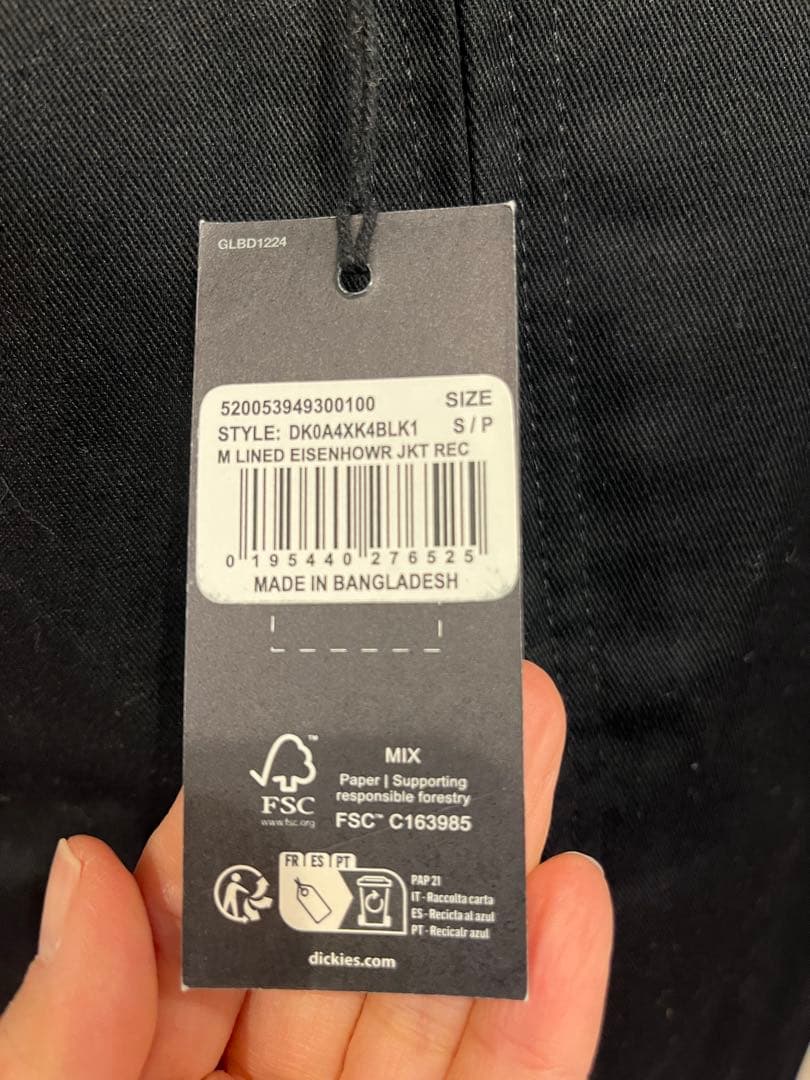 GLBD1224
520053949300100 SIZE
STYLE: DK0A4XK4BLK1 S / P
M LINED EISENHOWR JKT REC
0 195440 276525
MADE IN BANGLADESH
™
FSC
www.fsc.org
MIX
Paper | Supporting
responsible forestry
FSC™ C163985
FR ES PT
PAP 21
IT - Raccolta carta
ES - Recicla al azul
PT - Recicalr azul
dickies.com